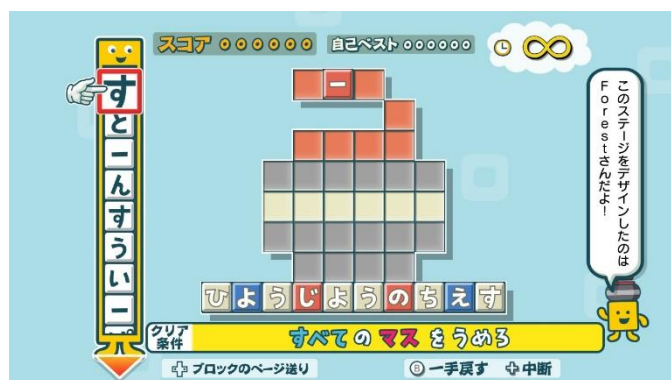 スコア 000000
自己ベスト 000000
∞
す
と
ー
ん
す
う
い
ー
ー
このステージをデザインしたのは
Forestさんだよ！
ひようじようのちえす
クリア
条件
すべてのマスをうめろ
ブロックのページ送り
Ⓑ一手戻す
中断